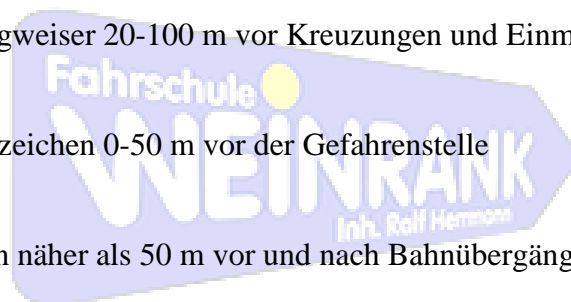 gweiser 20-100 m vor Kreuzungen und Einm
Fahrschule
zeichen 0-50 m vor der Gefahrenstelle
WEINRANK
Inh. Rolf Herrmann
n näher als 50 m vor und nach Bahnübergäng